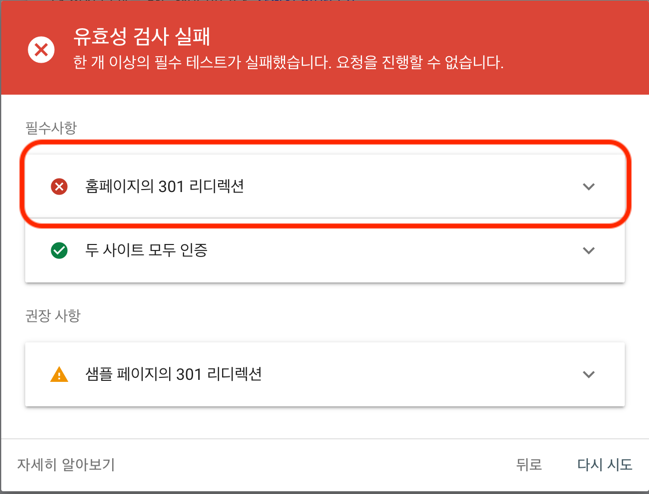 유효성 검사 실패
한 개 이상의 필수 테스트가 실패했습니다. 요청을 진행할 수 없습니다.
필수사항
홈페이지의 301 리디렉션
두 사이트 모두 인증
권장 사항
샘플 페이지의 301 리디렉션
자세히 알아보기
뒤로
다시 시도